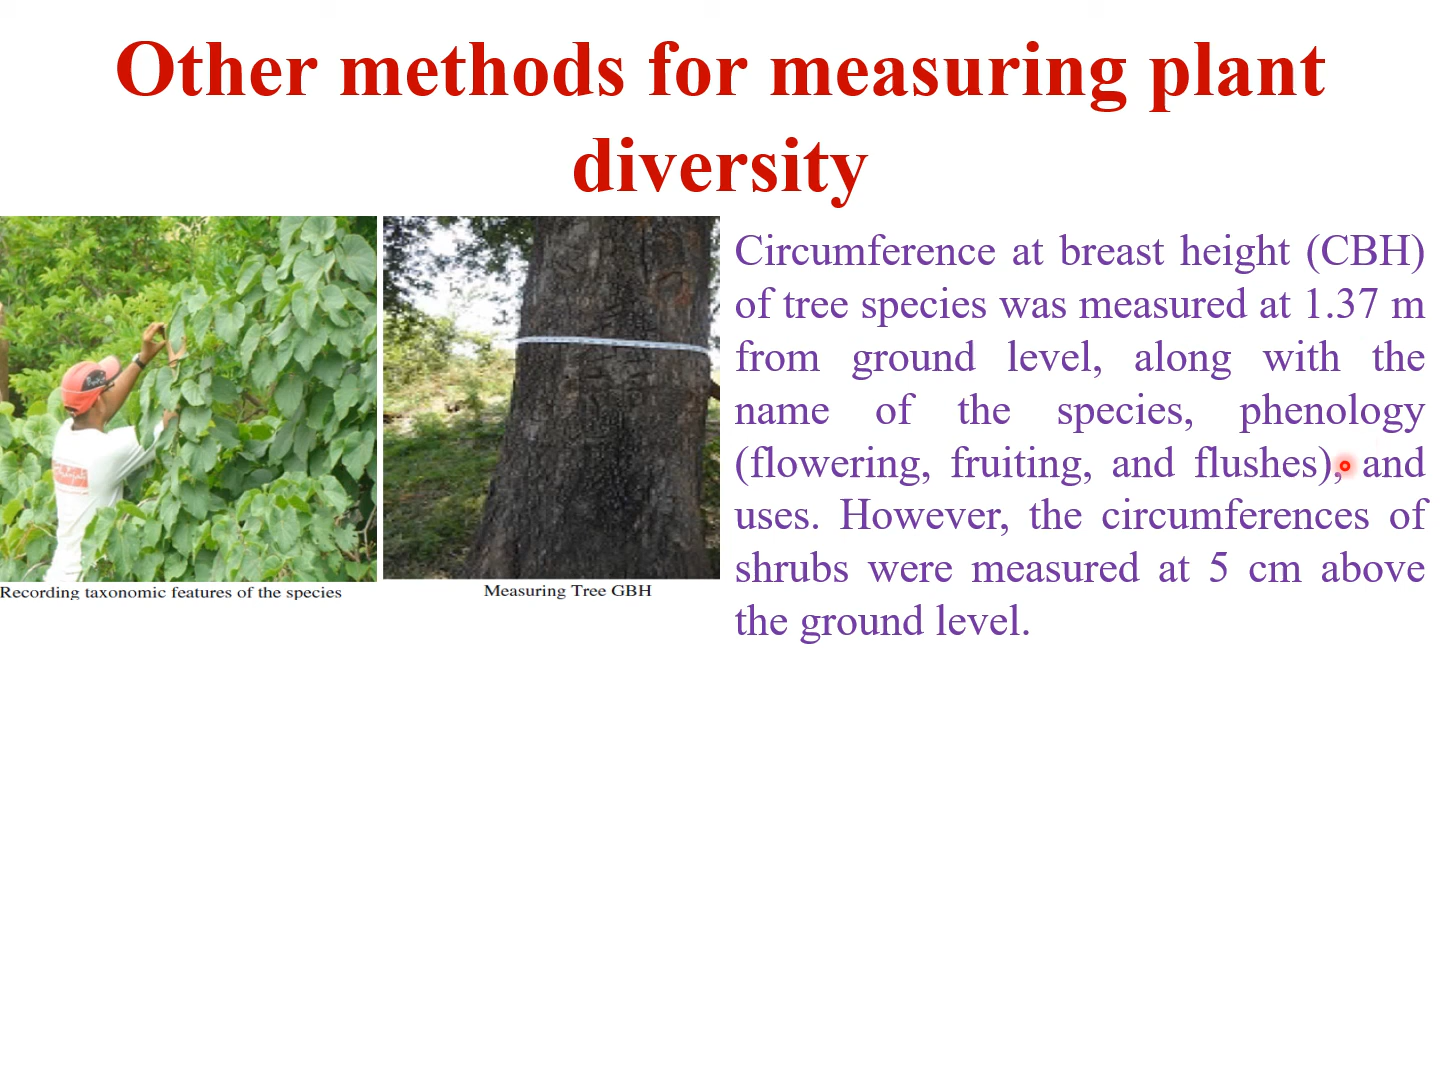 Other methods for measuring plant
diversity
Circumference at breast height (CBH)
of tree species was measured at 1.37 m
from ground level, along with the
name of the species, phenology
(flowering, fruiting, and flushes), and
uses. However, the circumferences of
shrubs were measured at 5 cm above
the ground level.
Recording taxonomic features of the species
Measuring Tree GBH